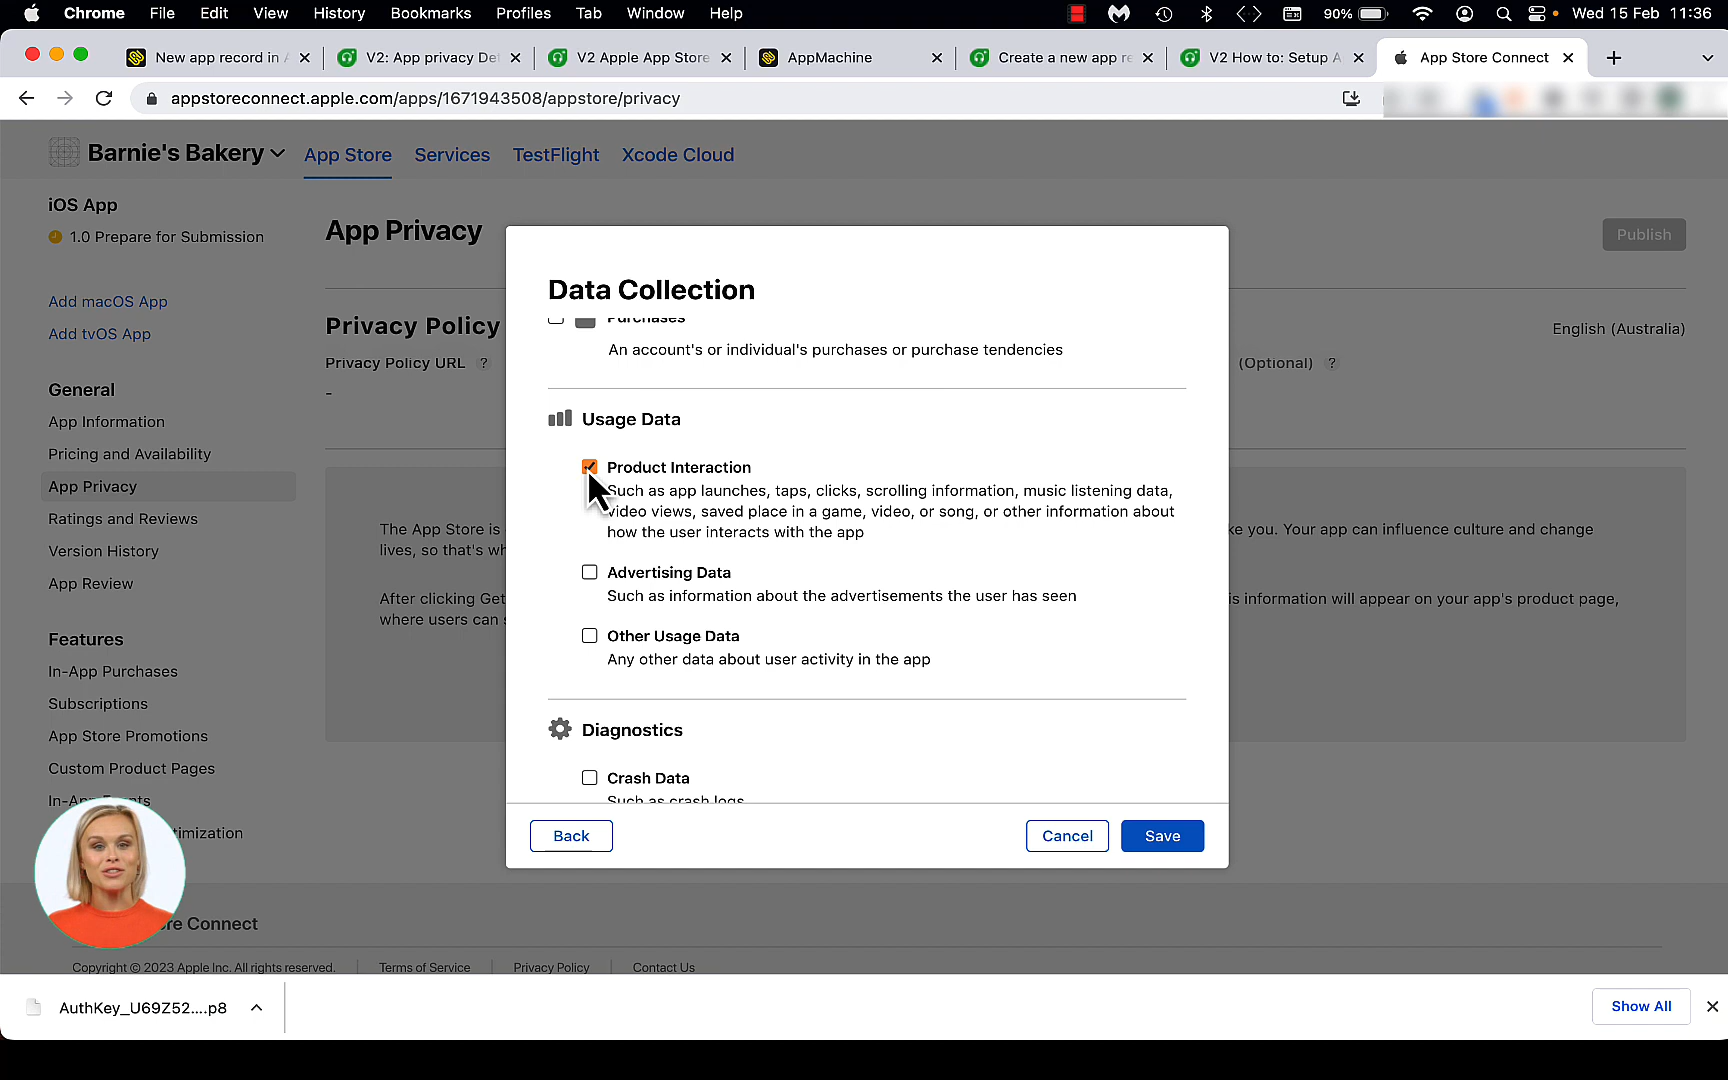 Chrome File Edit View History Bookmarks Profiles Tab Window Help 90% Wed 15 Feb 11:36
New app record in A V2: App privacy Det V2 Apple App Store AppMachine Create a new app re V2 How to: Setup A App Store Connect
appstoreconnect.apple.com/apps/1671943508/appstore/privacy
Barnie's Bakery App Store Services TestFlight Xcode Cloud
iOS App
1.0 Prepare for Submission
Add macOS App
Add tvOS App
General
App Information
Pricing and Availability
App Privacy
Ratings and Reviews
Version History
App Review
Features
In-App Purchases
Subscriptions
App Store Promotions
Custom Product Pages
In-App Events
timization
App Privacy
Publish
Privacy Policy
English (Australia)
Privacy Policy URL ?
(Optional) ?
-
The App Store is
ke you. Your app can influence culture and change
lives, so that's wh
After clicking Get
is information will appear on your app's product page,
where users can s
Data Collection
Purchases
An account's or individual's purchases or purchase tendencies
Usage Data
Product Interaction
Such as app launches, taps, clicks, scrolling information, music listening data,
video views, saved place in a game, video, or song, or other information about
how the user interacts with the app
Advertising Data
Such as information about the advertisements the user has seen
Other Usage Data
Any other data about user activity in the app
Diagnostics
Crash Data
Such as crash logs
Back Cancel Save
re Connect
Copyright © 2023 Apple Inc. All rights reserved. Terms of Service Privacy Policy Contact Us
AuthKey_U69Z52....p8
Show All